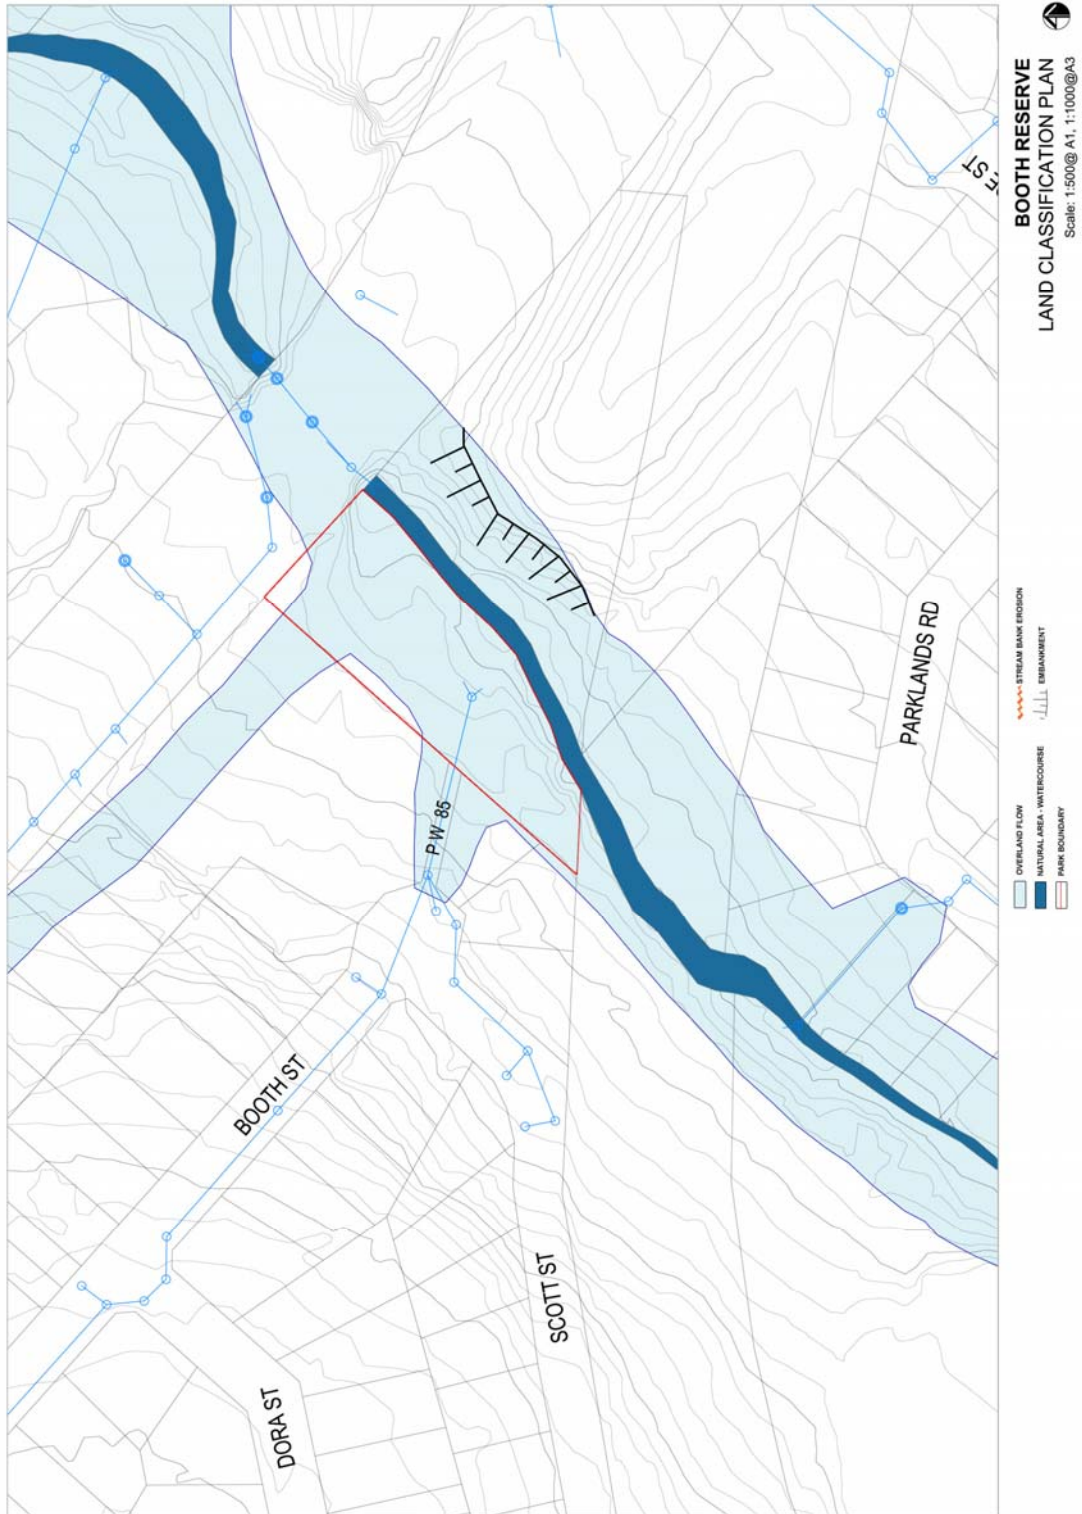 BOOTH RESERVE
LAND CLASSIFICATION PLAN
Scale: 1:500@ A1, 1:1000@A3
STREAM BANK EROSION
EMBANKMENT
OVERLAND FLOW
NATURAL AREA - WATERCOURSE
PARK BOUNDARY
E ST
PARKLANDS RD
P W 85
BOOTH ST
SCOTT ST
DORA ST